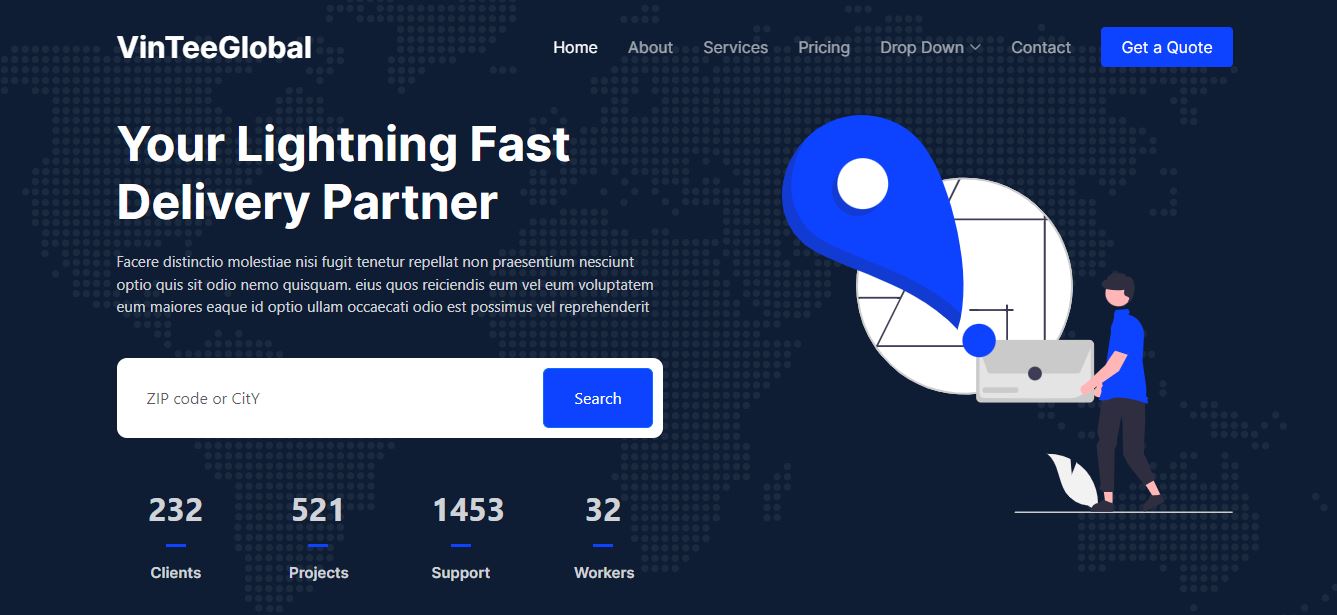 VinTeeGlobal
Home About Services Pricing Drop Down Contact Get a Quote
Your Lightning Fast
Delivery Partner
Facere distinctio molestiae nisi fugit tenetur repellat non praesentium nesciunt
optio quis sit odio nemo quisquam. eius quos reiciendis eum vel eum voluptatem
eum maiores eaque id optio ullam occaecati odio est possimus vel reprehenderit
ZIP code or CitY Search
232 521 1453 32
Clients Projects Support Workers